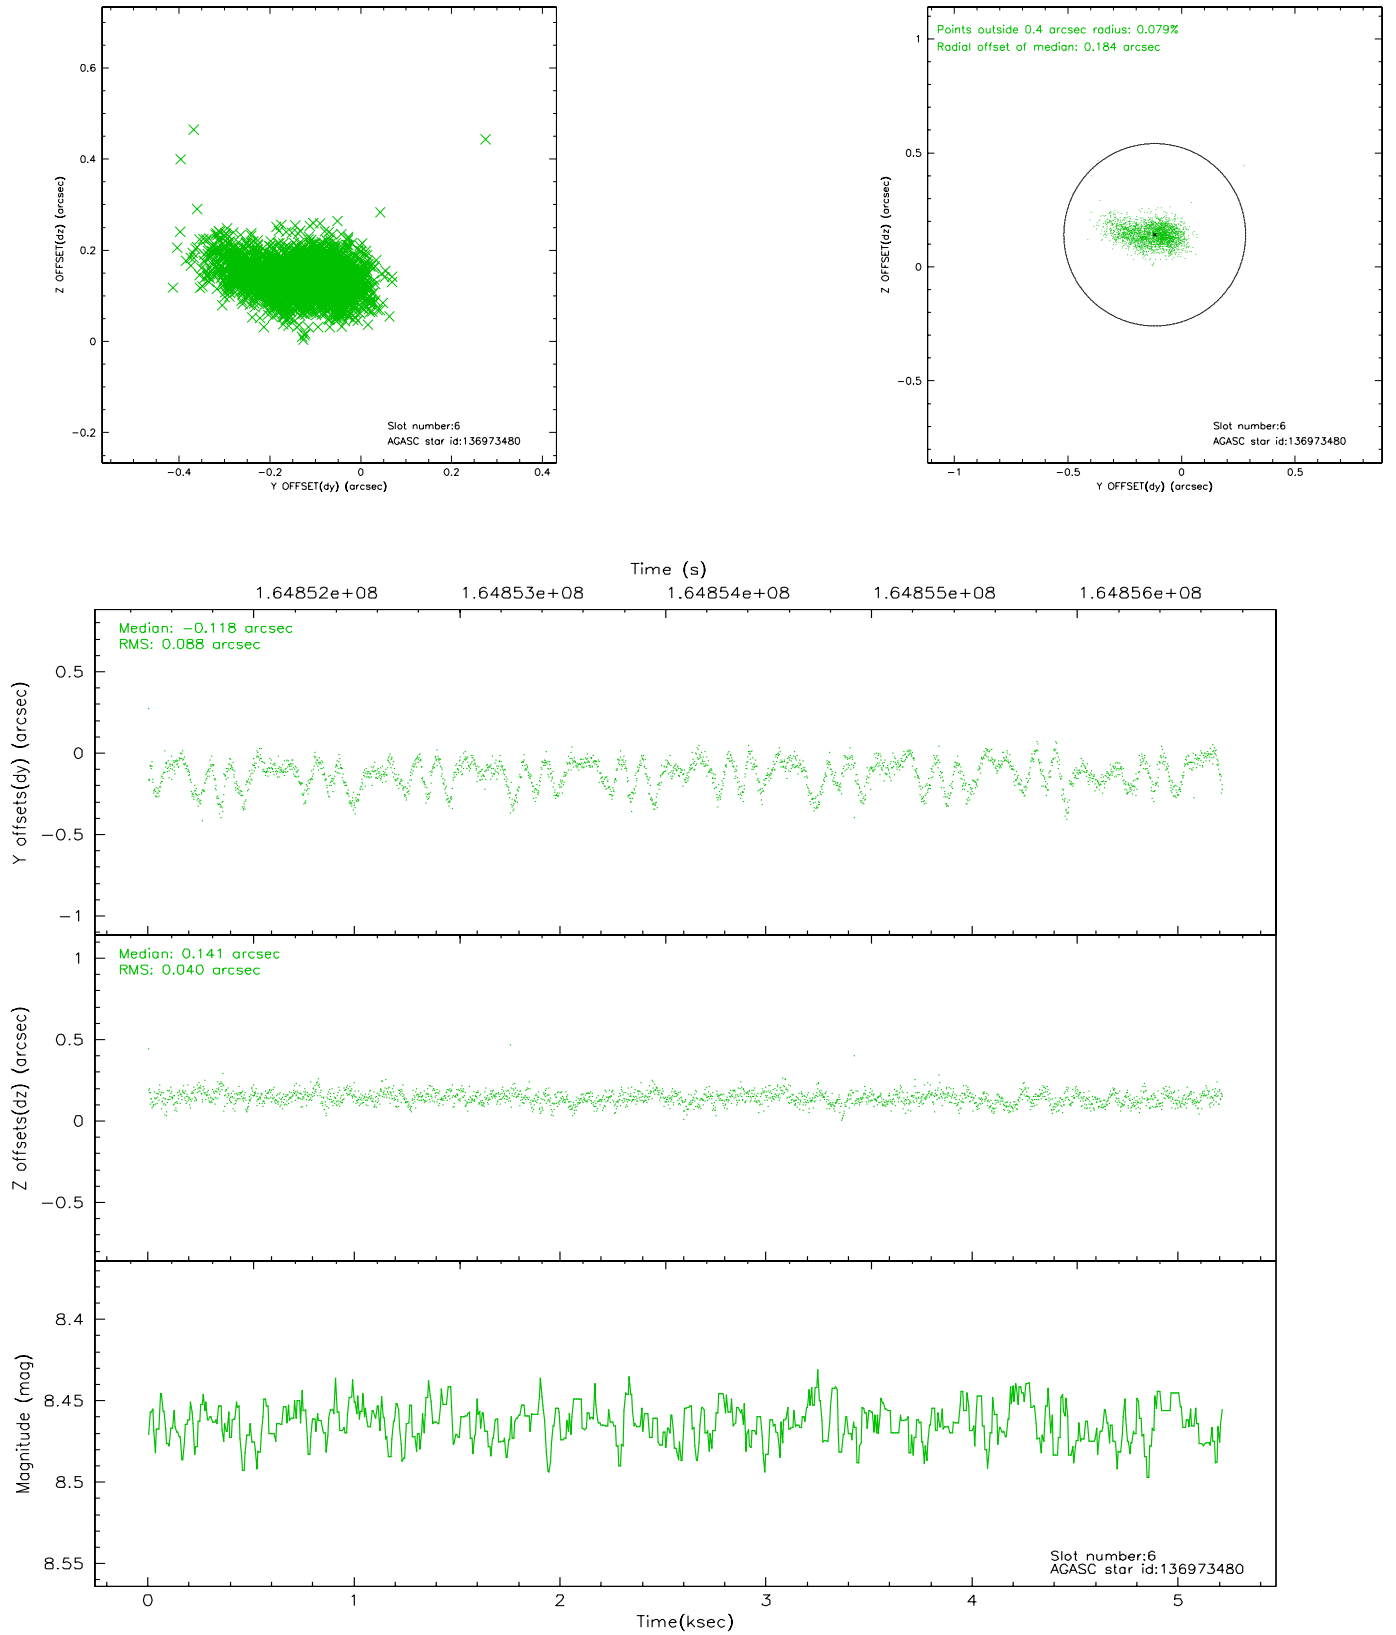 0.6
0.4
0.2
0
−0.2
Z OFFSET(dz) (arcsec)
Slot number:6
AGASC star id:136973480
−0.4
−0.2
0
0.2
0.4
Y OFFSET(dy) (arcsec)
Points outside 0.4 arcsec radius: 0.079%
Radial offset of median: 0.184 arcsec
1
0.5
0
−0.5
Z OFFSET(dz) (arcsec)
Slot number:6
AGASC star id:136973480
−1
−0.5
0
0.5
Y OFFSET(dy) (arcsec)
Time (s)
1.64852e+08
1.64853e+08
1.64854e+08
1.64855e+08
1.64856e+08
Median: −0.118 arcsec
RMS: 0.088 arcsec
0.5
0
−0.5
−1
Y offsets(dy) (arcsec)
Median: 0.141 arcsec
RMS: 0.040 arcsec
1
0.5
0
−0.5
Z offsets(dz) (arcsec)
8.4
8.45
8.5
8.55
Magnitude (mag)
Slot number:6
AGASC star id:136973480
0
1
2
3
4
5
Time(ksec)